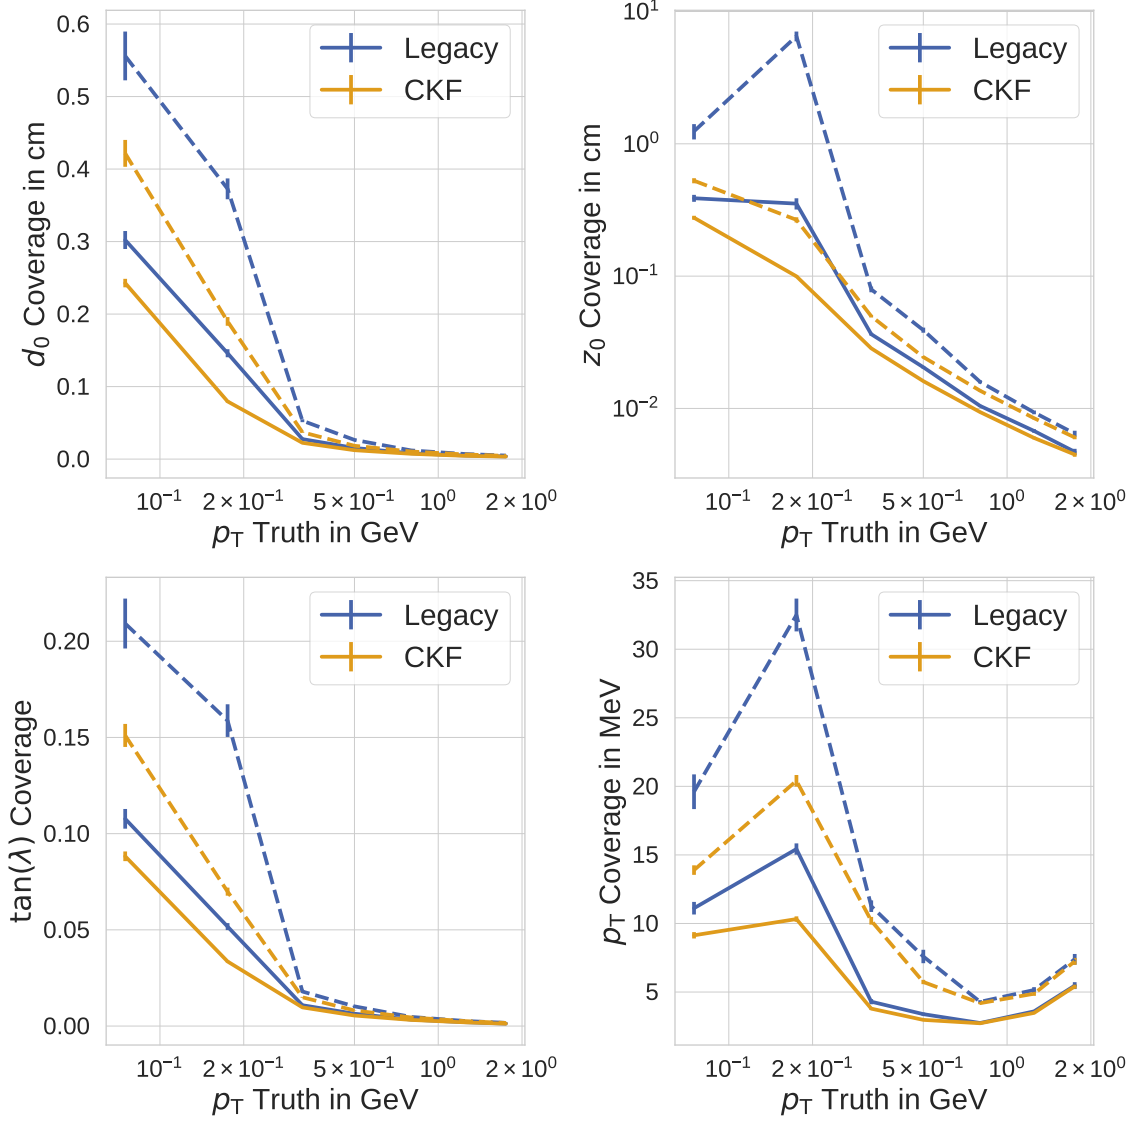 0.6
0.5
0.4
0.3
0.2
0.1
0.0
d₀ Coverage in cm
Legacy
CKF
10⁻¹ 2×10⁻¹ 5×10⁻¹ 10⁰ 2×10⁰
p_T Truth in GeV
10¹
10⁰
10⁻¹
10⁻²
z₀ Coverage in cm
Legacy
CKF
10⁻¹ 2×10⁻¹ 5×10⁻¹ 10⁰ 2×10⁰
p_T Truth in GeV
0.20
0.15
0.10
0.05
0.00
tan(λ) Coverage
Legacy
CKF
10⁻¹ 2×10⁻¹ 5×10⁻¹ 10⁰ 2×10⁰
p_T Truth in GeV
35
30
25
20
15
10
5
p_T Coverage in MeV
Legacy
CKF
10⁻¹ 2×10⁻¹ 5×10⁻¹ 10⁰ 2×10⁰
p_T Truth in GeV